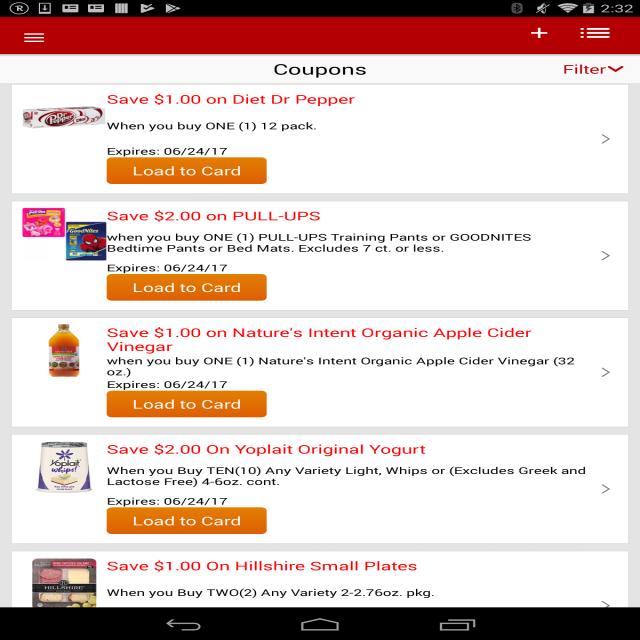 R
2:32
Coupons
Filter
Save $1.00 on Diet Dr Pepper
When you buy ONE (1) 12 pack.
Expires: 06/24/17
Load to Card
Dr Pepper
Save $2.00 on PULL-UPS
when you buy ONE (1) PULL-UPS Training Pants or GOODNITES
Bedtime Pants or Bed Mats. Excludes 7 ct. or less.
Expires: 06/24/17
Load to Card
GoodNites
Save $1.00 on Nature's Intent Organic Apple Cider
Vinegar
when you buy ONE (1) Nature's Intent Organic Apple Cider Vinegar (32
oz.)
Expires: 06/24/17
Load to Card
Save $2.00 On Yoplait Original Yogurt
When you Buy TEN(10) Any Variety Light, Whips or (Excludes Greek and
Lactose Free) 4-6oz. cont.
Expires: 06/24/17
Load to Card
Yoplait
whips!
Save $1.00 On Hillshire Small Plates
When you Buy TWO(2) Any Variety 2-2.76oz. pkg.
HILLSHIRE